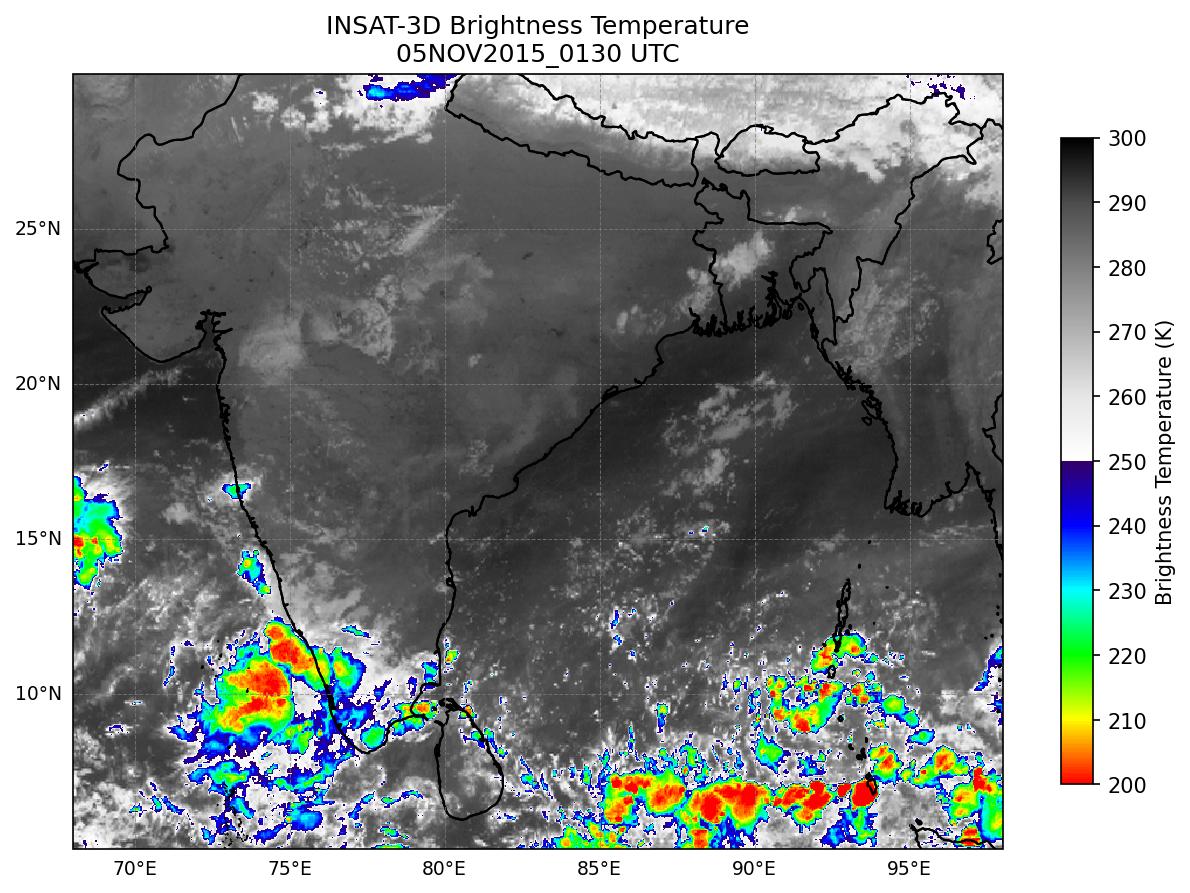 INSAT-3D Brightness Temperature
05NOV2015_0130 UTC
25°N
20°N
15°N
10°N
70°E
75°E
80°E
85°E
90°E
95°E
300
290
280
270
260
250
240
230
220
210
200
Brightness Temperature (K)